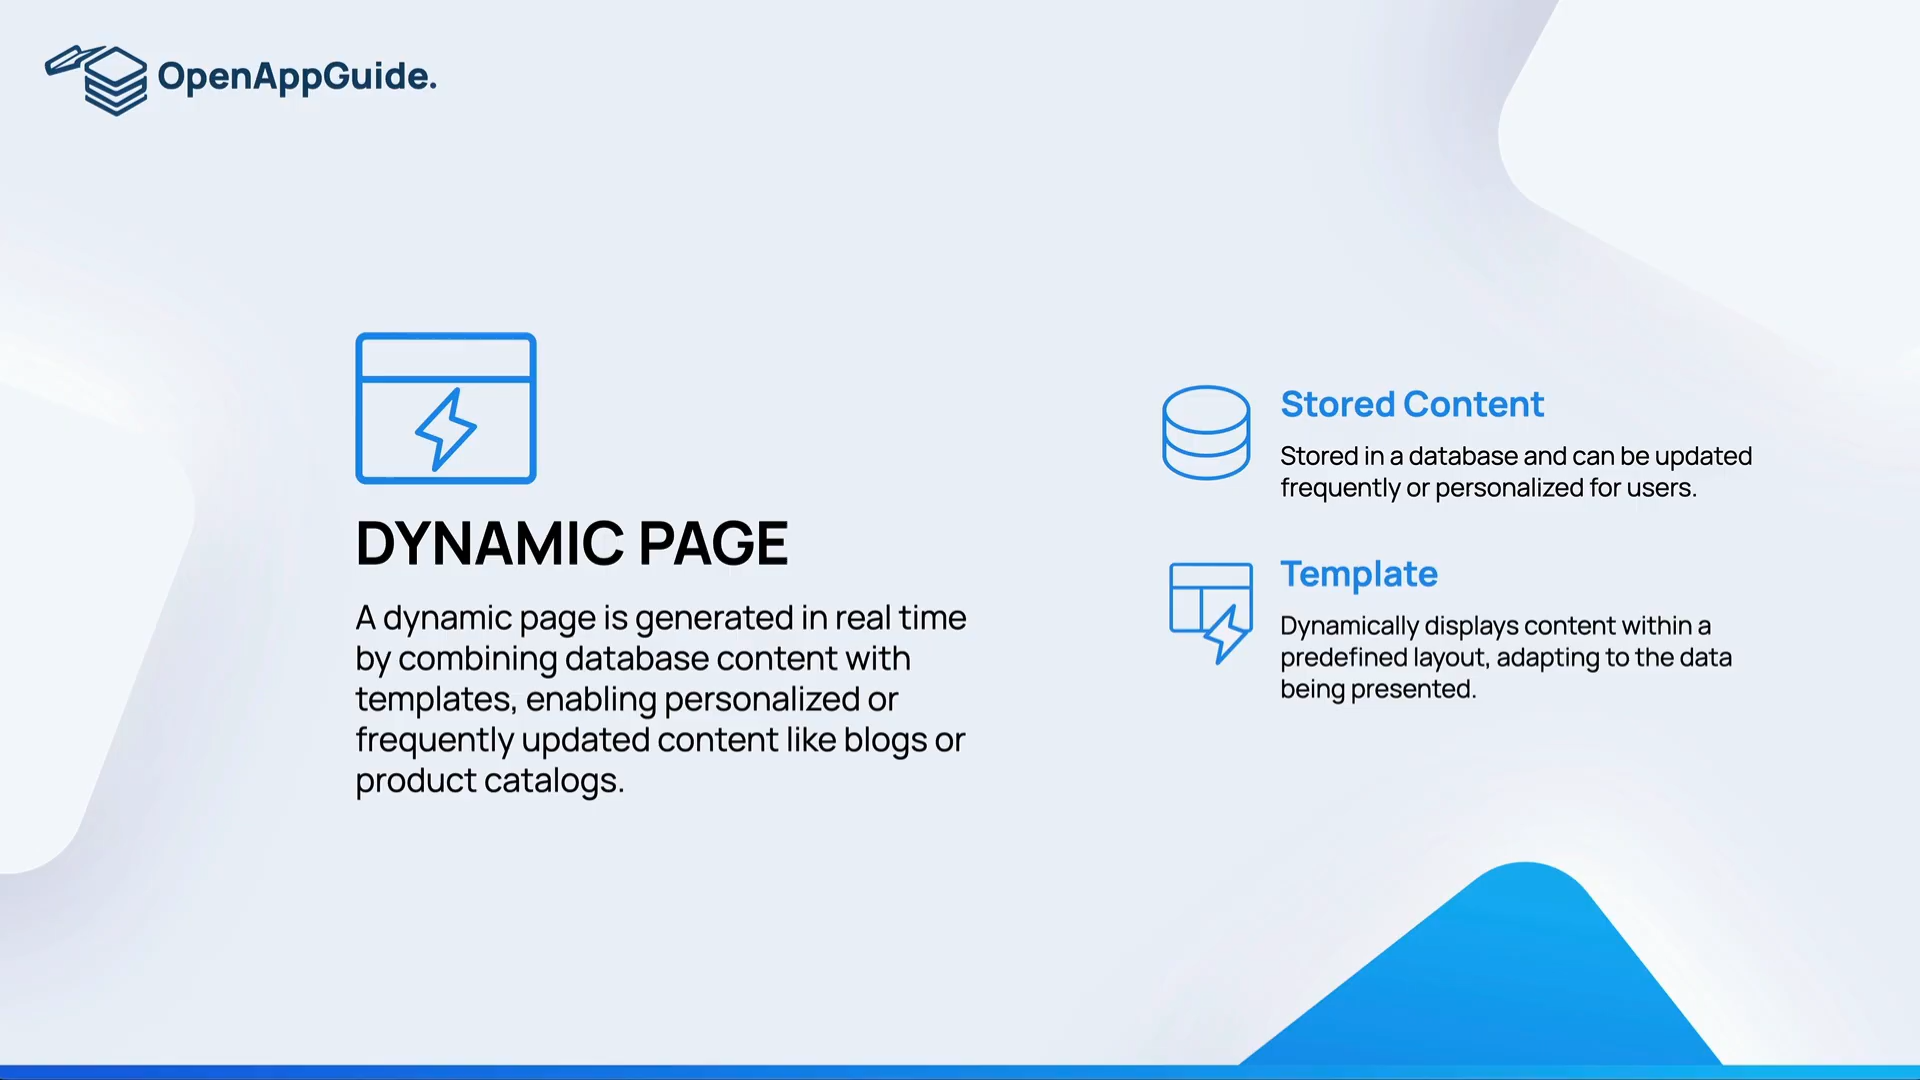 OpenAppGuide.
DYNAMIC PAGE
A dynamic page is generated in real time
by combining database content with
templates, enabling personalized or
frequently updated content like blogs or
product catalogs.
Stored Content
Stored in a database and can be updated
frequently or personalized for users.
Template
Dynamically displays content within a
predefined layout, adapting to the data
being presented.